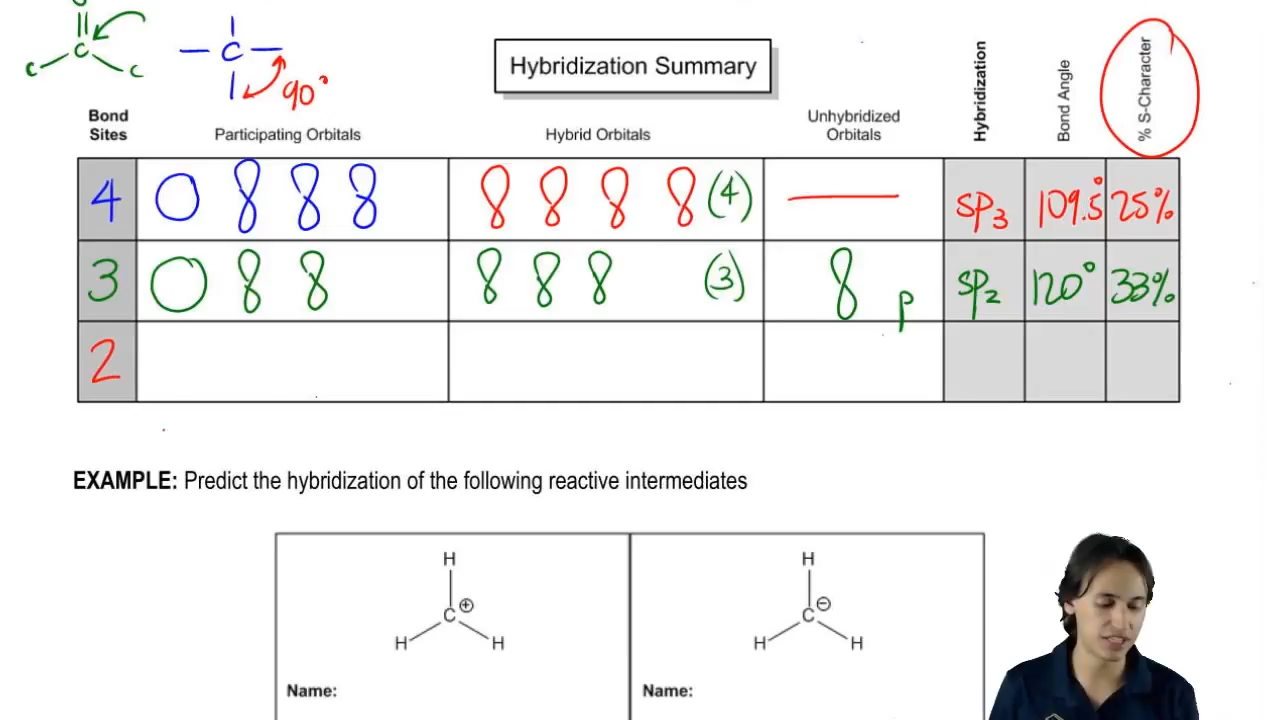 O
C
C C
C
90°
Hybridization Summary
Bond Sites
Participating Orbitals
Hybrid Orbitals
Unhybridized Orbitals
Hybridization
Bond Angle
% S-Character
4 (4) sp3 109.5° 25%
3 (3) p sp2 120° 33%
2
EXAMPLE: Predict the hybridization of the following reactive intermediates
H H
C + C −
H H H H
Name: Name: